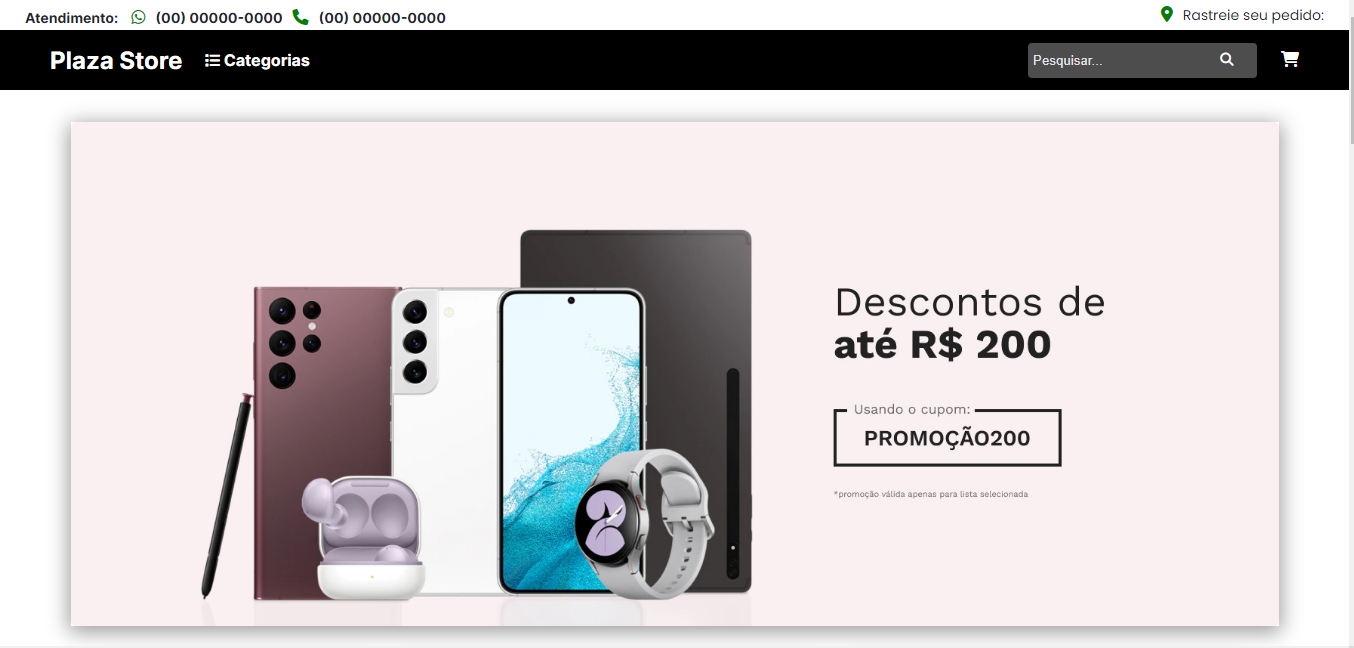 Atendimento: (00) 00000-0000 (00) 00000-0000 Rastreie seu pedido:
Plaza Store Categorias Pesquisar...
Descontos de
até R$ 200
Usando o cupom:
PROMOÇÃO200
*promoção válida apenas para lista selecionada